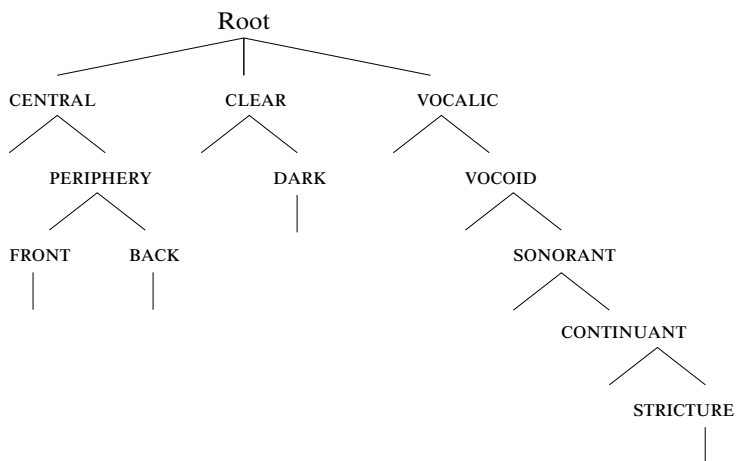 Root
CENTRAL CLEAR VOCALIC
PERIPHERY DARK VOCOID
FRONT BACK SONORANT
CONTINUANT
STRICTURE